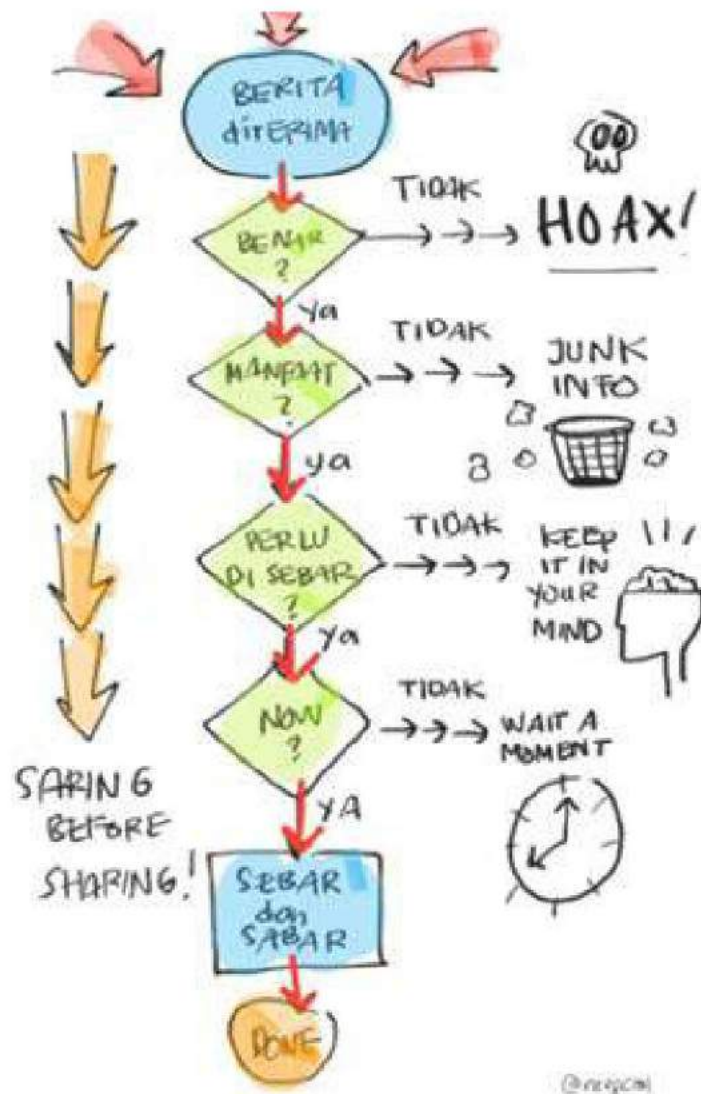 BERITA
diTERIMA
TIDAK
HOAX!
BENAR
?
ya
TIDAK
JUNK
INFO
MANFAAT
?
ya
TIDAK
KEEP
IT IN
YOUR
MIND
PERLU
DI SEBAR
?
ya
TIDAK
WAIT A
MOMENT
NOW
?
YA
SARING
BEFORE
SHARING!
SEBAR
dan
SABAR
DONE